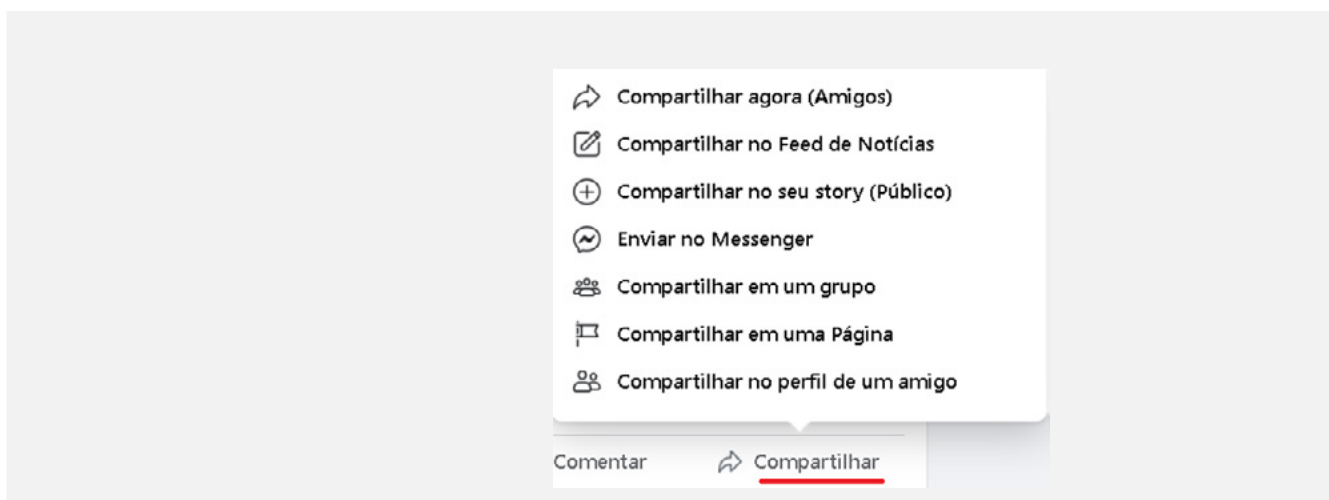 Compartilhar agora (Amigos)
Compartilhar no Feed de Notícias
Compartilhar no seu story (Público)
Enviar no Messenger
Compartilhar em um grupo
Compartilhar em uma Página
Compartilhar no perfil de um amigo
Comentar Compartilhar